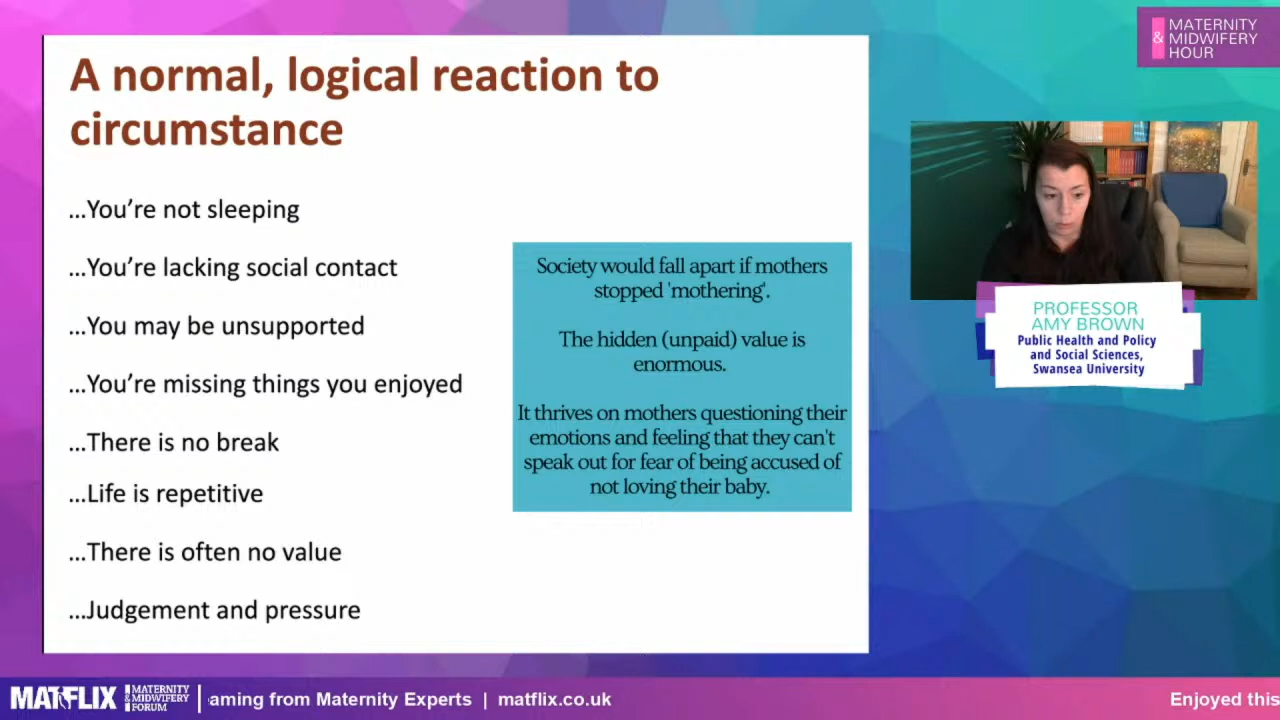 MATERNITY
& MIDWIFERY
HOUR
A normal, logical reaction to
circumstance
...You're not sleeping
...You're lacking social contact
...You may be unsupported
...You're missing things you enjoyed
...There is no break
...Life is repetitive
...There is often no value
...Judgement and pressure
Society would fall apart if mothers
stopped 'mothering'.
The hidden (unpaid) value is
enormous.
It thrives on mothers questioning their
emotions and feeling that they can't
speak out for fear of being accused of
not loving their baby.
PROFESSOR
AMY BROWN
Public Health and Policy
and Social Sciences,
Swansea University
MATFLIX
MATERNITY
& MIDWIFERY
FORUM
aming from Maternity Experts | matflix.co.uk
Enjoyed this